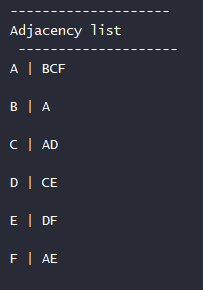 -------------------
Adjacency list
-------------------
A | BCF
B | A
C | AD
D | CE
E | DF
F | AE